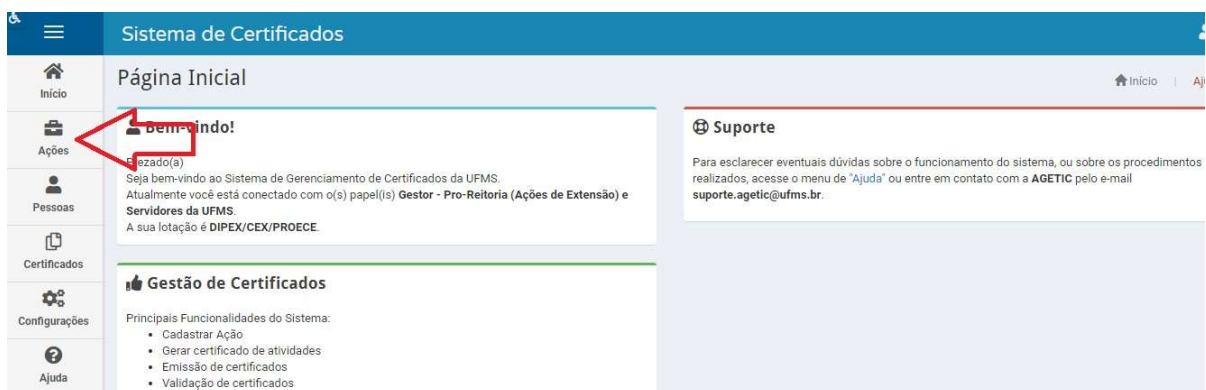 Sistema de Certificados
Início
Ações
Pessoas
Certificados
Configurações
Ajuda
Página Inicial
Início
Bem-vindo!
Seja bem-vindo ao Sistema de Gerenciamento de Certificados da UFMS.
Atualmente você está conectado com o(s) papel(is) Gestor - Pro-Reitoria (Ações de Extensão) e
Servidores da UFMS.
A sua lotação é DIPEX/CEX/PROECE.
Gestão de Certificados
Principais Funcionalidades do Sistema:
• Cadastrar Ação
• Gerar certificado de atividades
• Emissão de certificados
• Validação de certificados
Suporte
Para esclarecer eventuais dúvidas sobre o funcionamento do sistema, ou sobre os procedimentos
realizados, acesse o menu de "Ajuda" ou entre em contato com a AGETIC pelo e-mail
suporte.agetic@ufms.br.